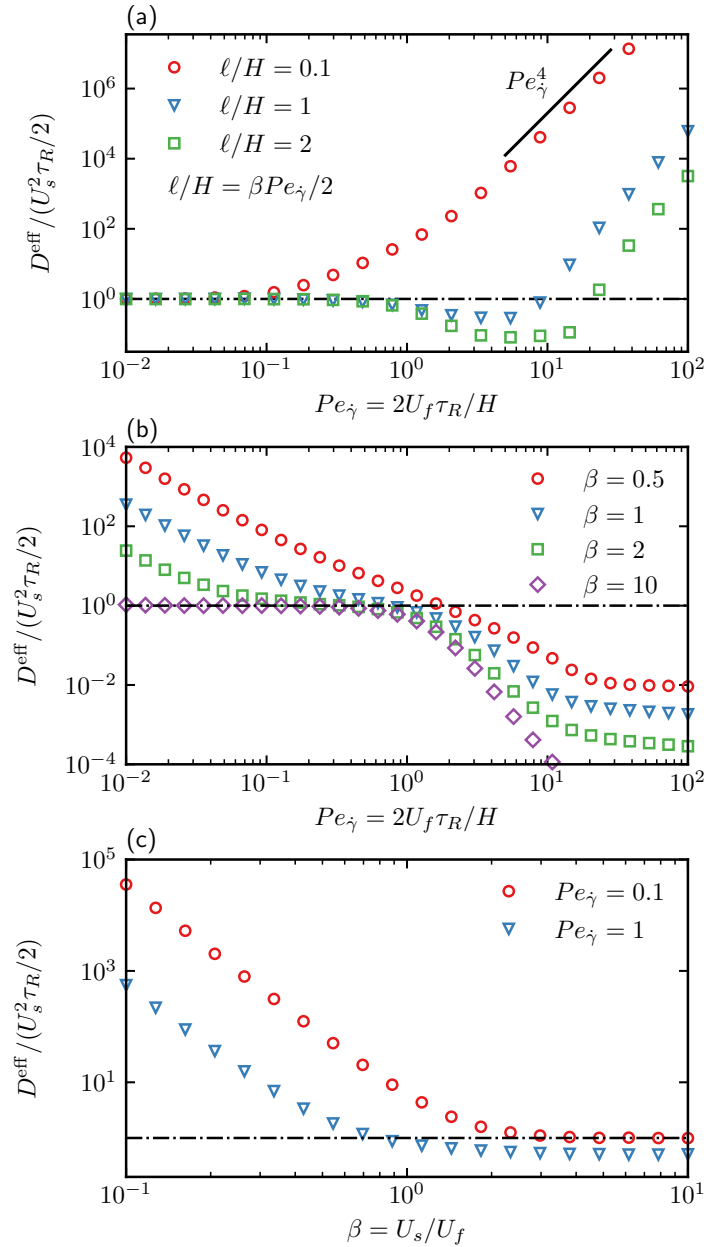 (a)
10^6
10^4
10^2
10^0
D^eff/(U_s^2 τ_R/2)
ℓ/H = 0.1
ℓ/H = 1
ℓ/H = 2
ℓ/H = βPe_γ̇/2
Pe_γ̇^4
10^−2 10^−1 10^0 10^1 10^2
Pe_γ̇ = 2U_f τ_R/H
(b)
10^4
10^2
10^0
10^−2
10^−4
D^eff/(U_s^2 τ_R/2)
β = 0.5
β = 1
β = 2
β = 10
10^−2 10^−1 10^0 10^1 10^2
Pe_γ̇ = 2U_f τ_R/H
(c)
10^5
10^3
10^1
D^eff/(U_s^2 τ_R/2)
Pe_γ̇ = 0.1
Pe_γ̇ = 1
10^−1 10^0 10^1
β = U_s/U_f